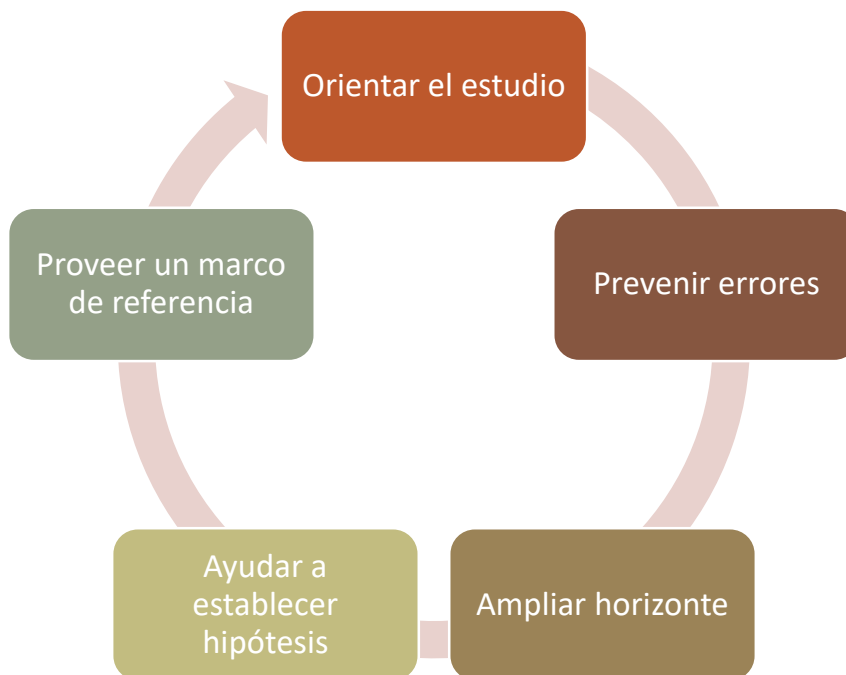 Orientar el estudio
Prevenir errores
Ampliar horizonte
Ayudar a
establecer
hipótesis
Proveer un marco
de referencia